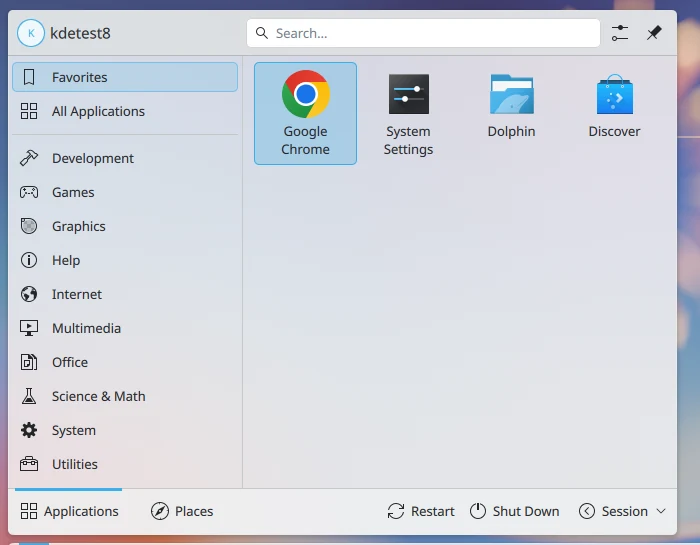 K
kdetest8
Search...
Favorites
All Applications
Development
Games
Graphics
Help
Internet
Multimedia
Office
Science & Math
System
Utilities
Google
Chrome
System
Settings
Dolphin
Discover
Applications
Places
Restart
Shut Down
Session